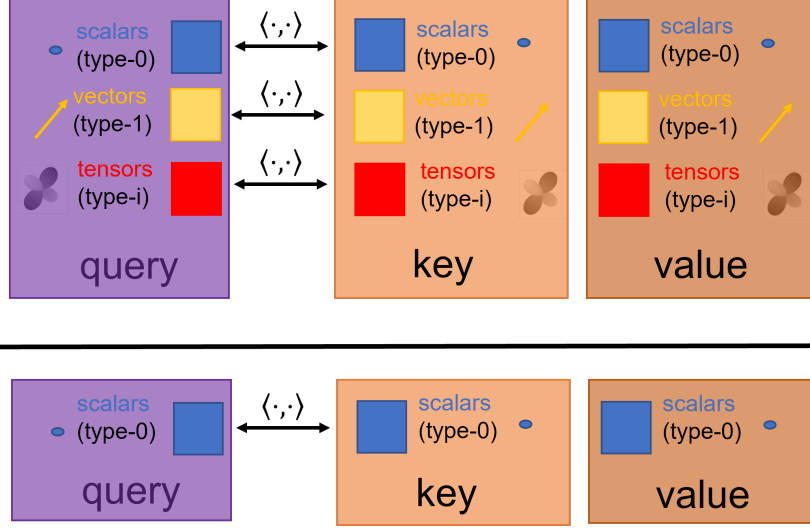 scalars ⟨·,·⟩ scalars scalars
(type-0) (type-0) (type-0)
vectors ⟨·,·⟩ vectors vectors
(type-1) (type-1) (type-1)
tensors ⟨·,·⟩ tensors tensors
(type-i) (type-i) (type-i)
query key value
scalars ⟨·,·⟩ scalars scalars
(type-0) (type-0) (type-0)
query key value